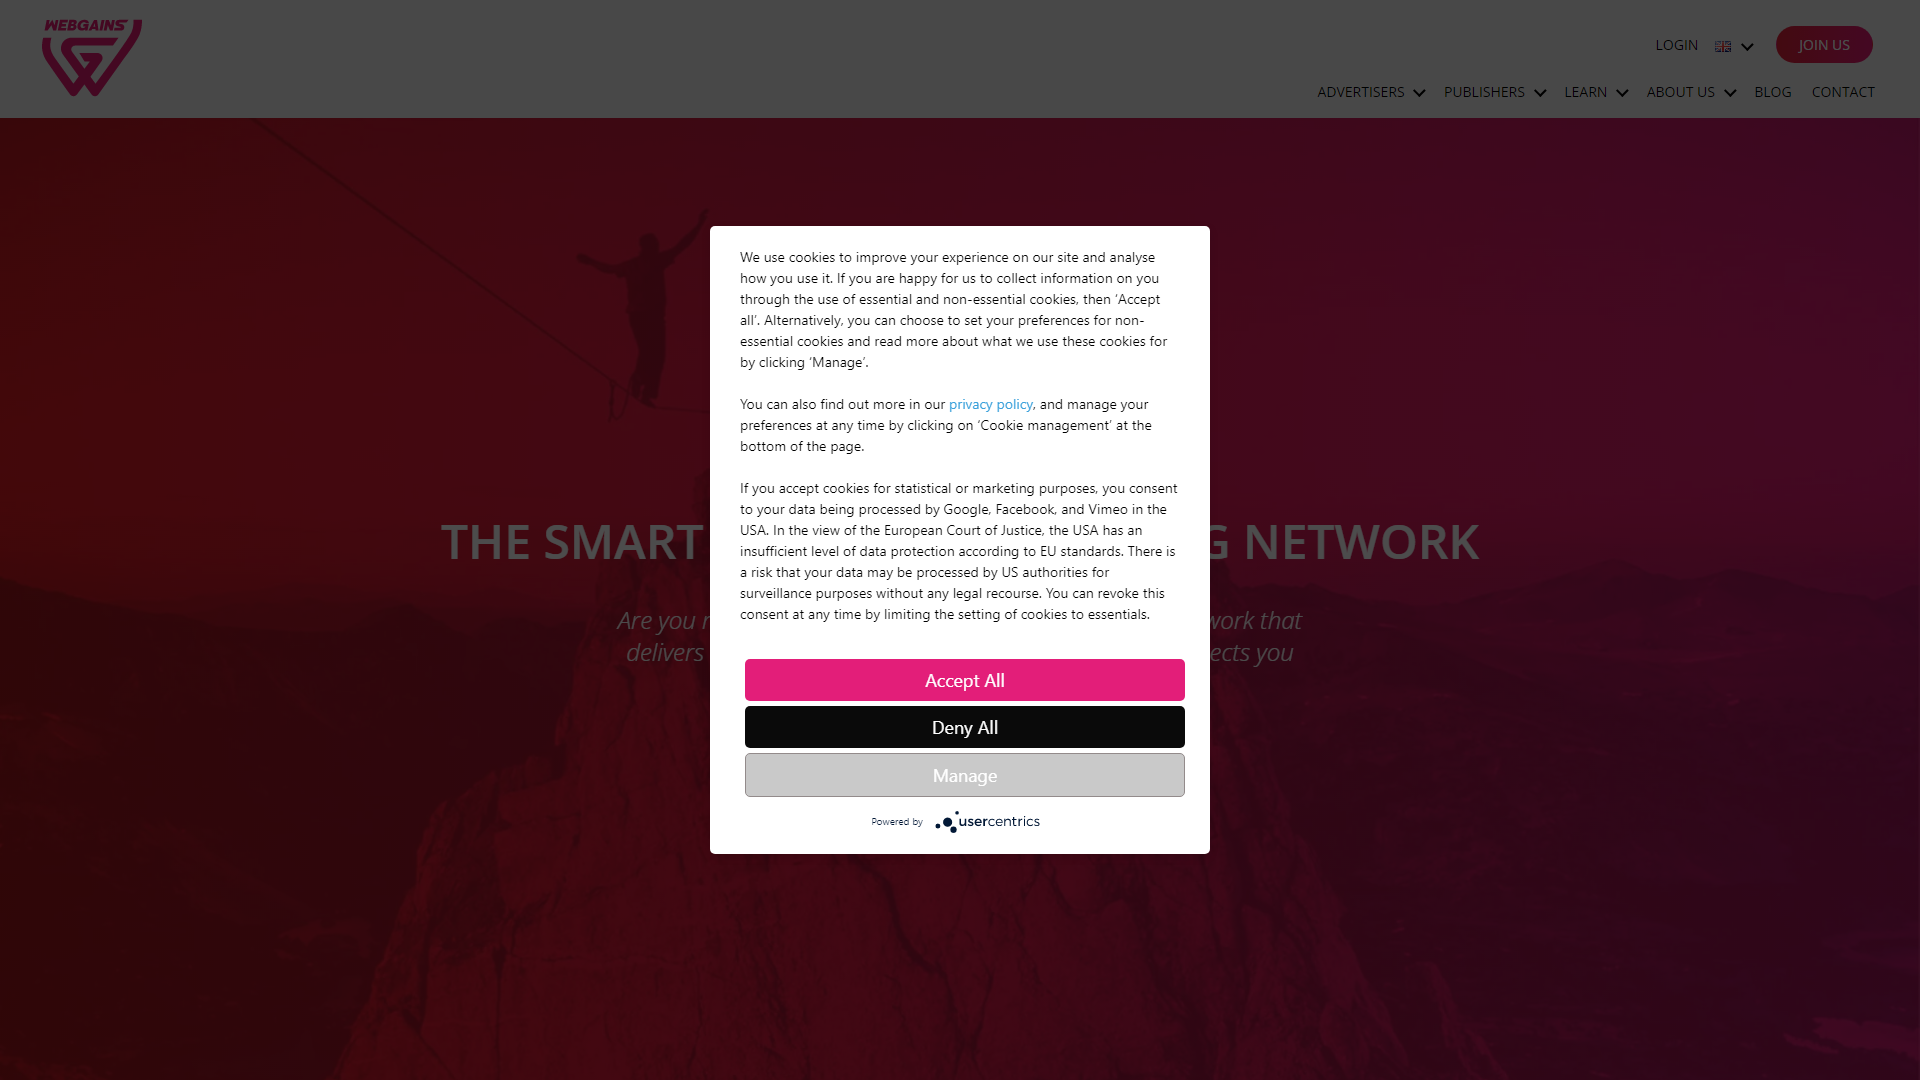 WEBGAINS
LOGIN
JOIN US
ADVERTISERS
PUBLISHERS
LEARN
ABOUT US
BLOG
CONTACT
We use cookies to improve your experience on our site and analyse
how you use it. If you are happy for us to collect information on you
through the use of essential and non-essential cookies, then ‘Accept
all’. Alternatively, you can choose to set your preferences for non-
essential cookies and read more about what we use these cookies for
by clicking ‘Manage’.
You can also find out more in our privacy policy, and manage your
preferences at any time by clicking on ‘Cookie management’ at the
bottom of the page.
If you accept cookies for statistical or marketing purposes, you consent
to your data being processed by Google, Facebook, and Vimeo in the
USA. In the view of the European Court of Justice, the USA has an
insufficient level of data protection according to EU standards. There is
a risk that your data may be processed by US authorities for
surveillance purposes without any legal recourse. You can revoke this
consent at any time by limiting the setting of cookies to essentials.
THE SMART G NETWORK
Are you that
delivers you
Accept All
Deny All
Manage
Powered by usercentrics